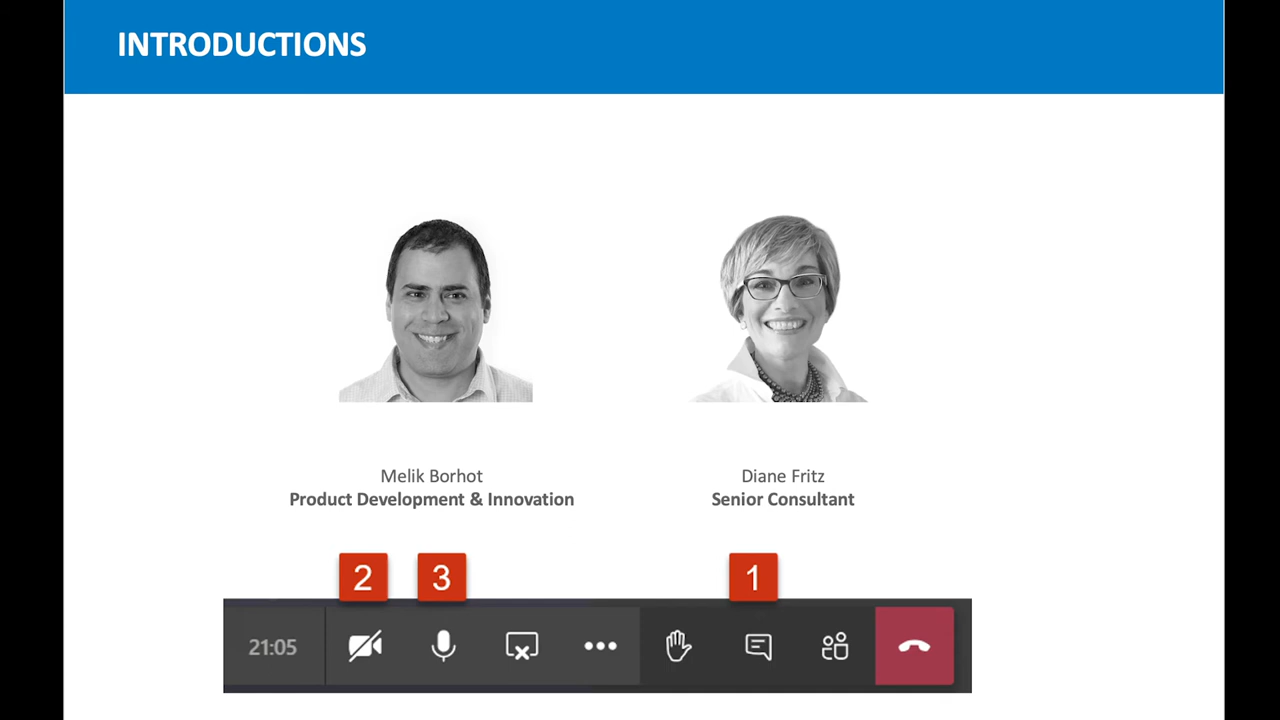 INTRODUCTIONS
Melik Borhot
Product Development & Innovation
Diane Fritz
Senior Consultant
2
3
1
21:05